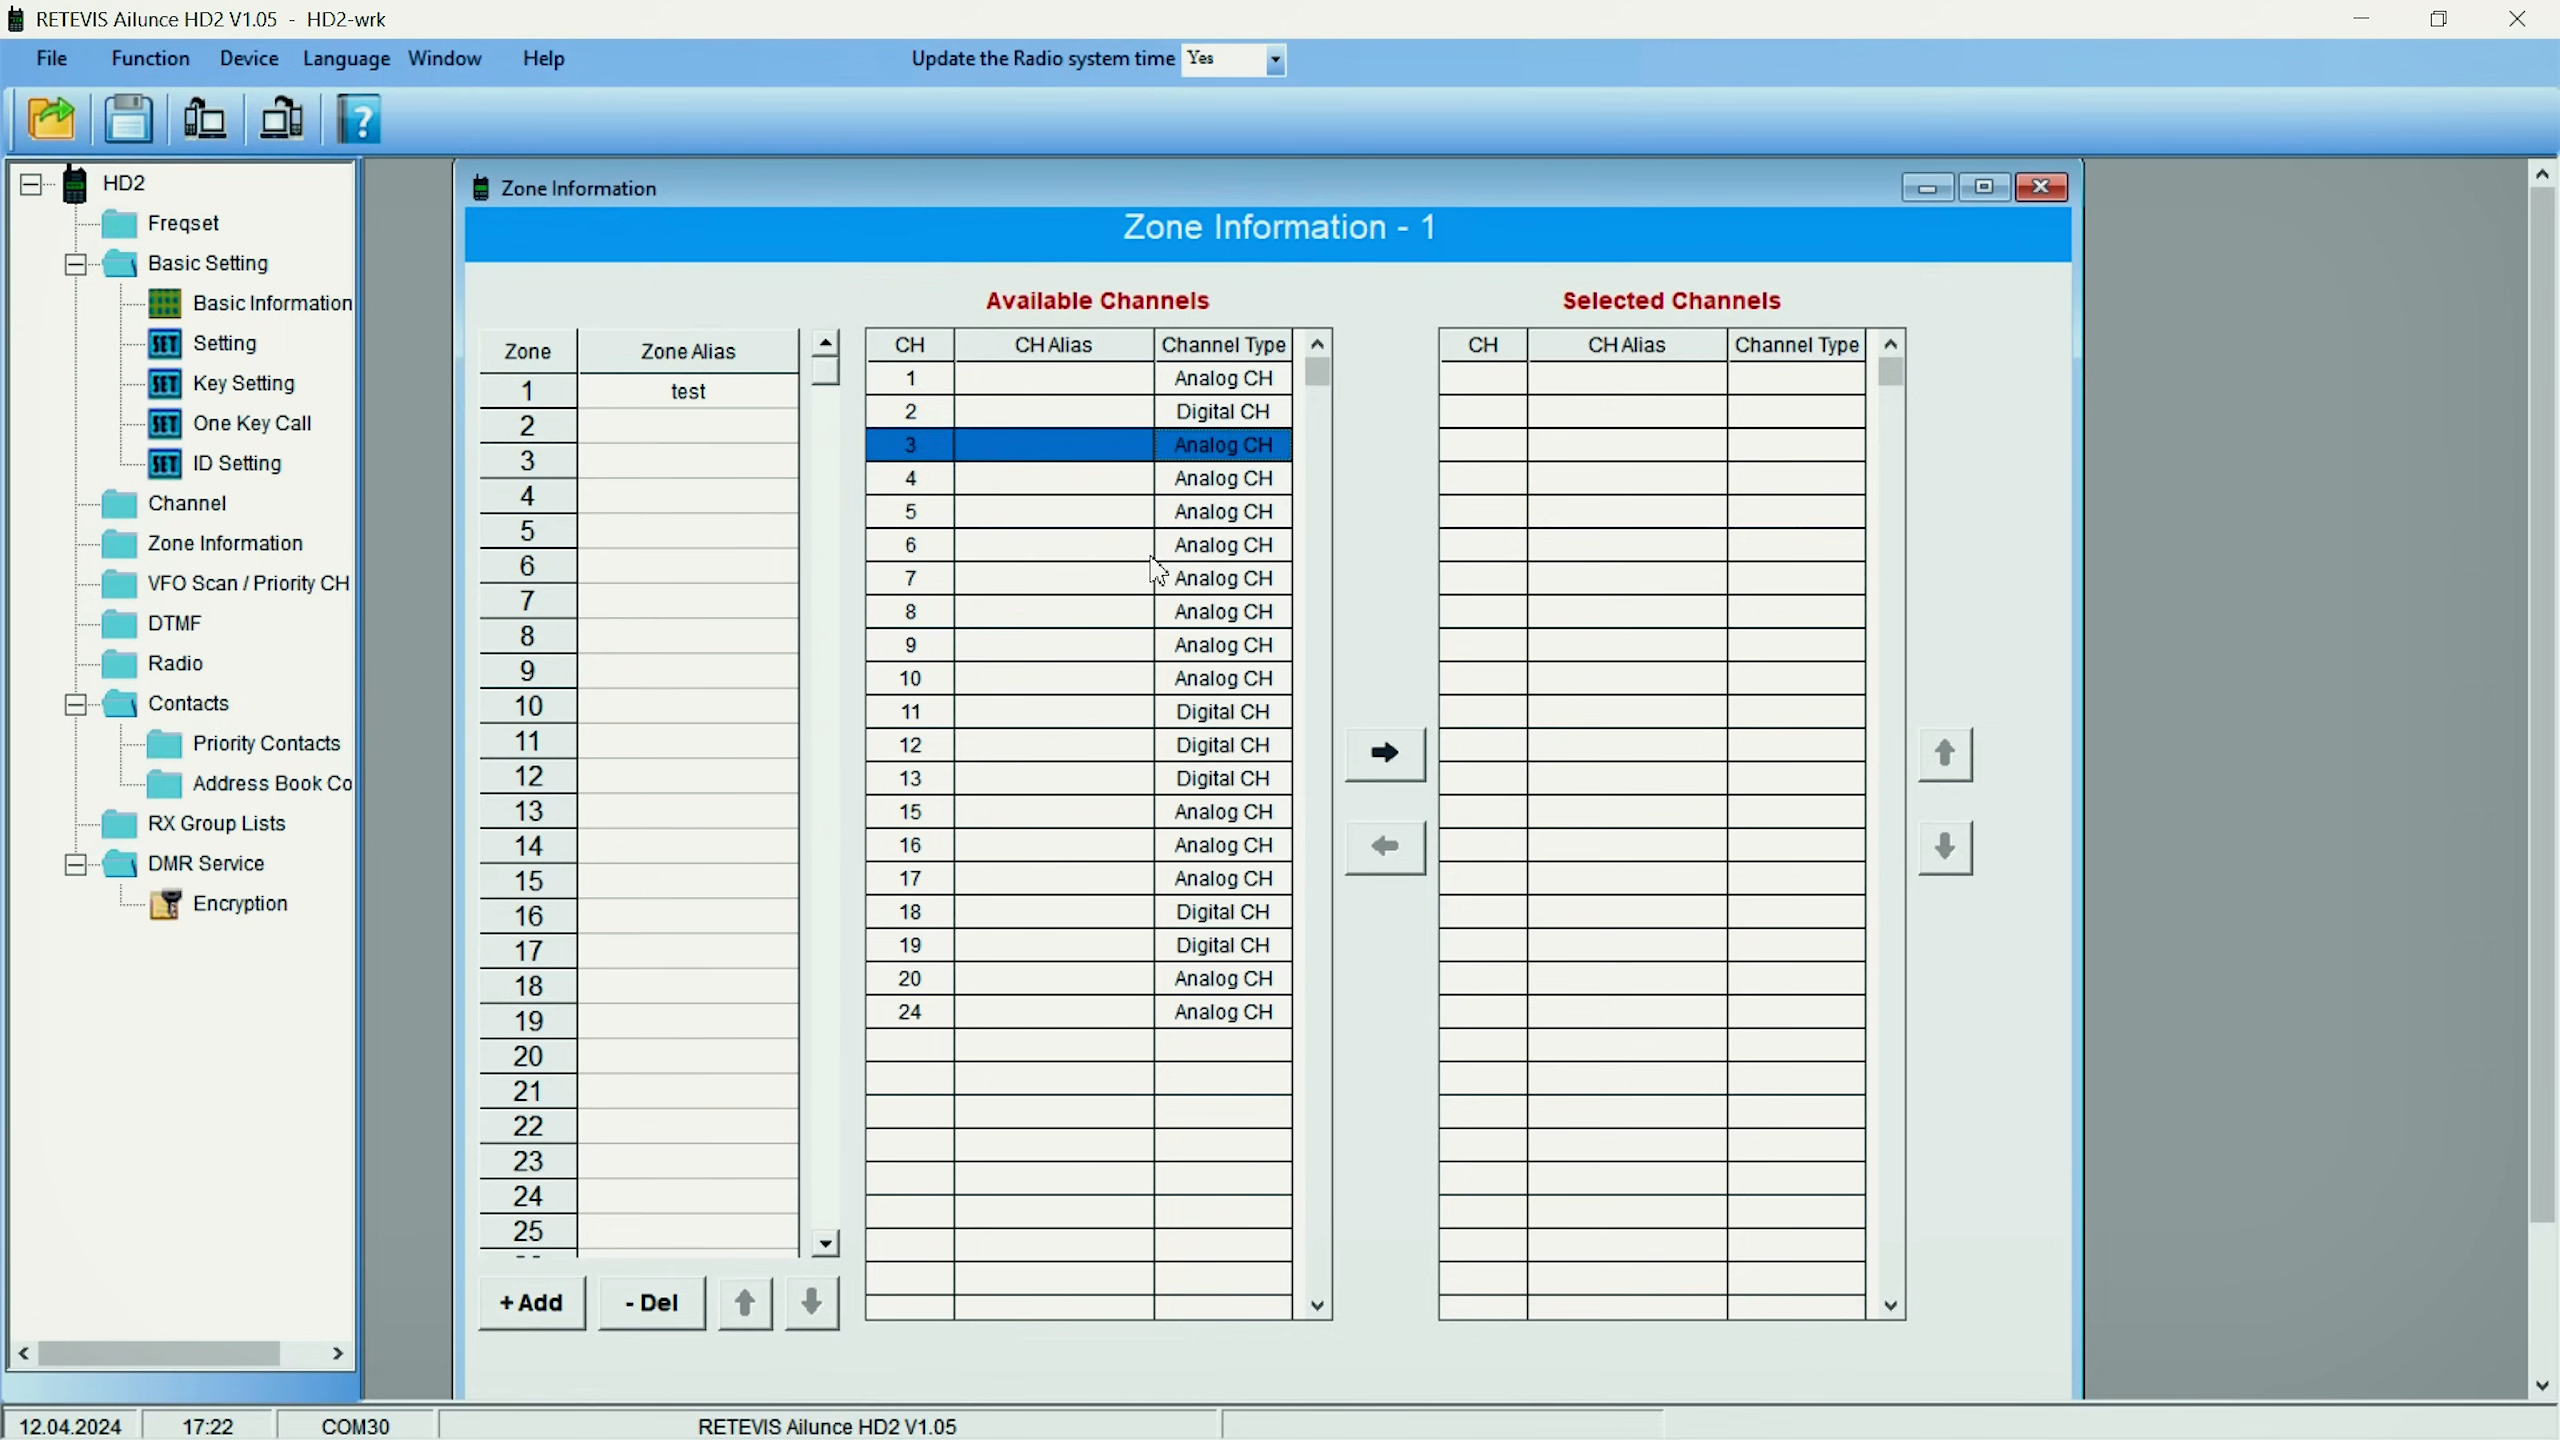 RETEVIS Ailunce HD2 V1.05 - HD2-wrk
File Function Device Language Window Help Update the Radio system time Yes
HD2
Freqset
Basic Setting
Basic Information
Setting
Key Setting
One Key Call
ID Setting
Channel
Zone Information
VFO Scan / Priority CH
DTMF
Radio
Contacts
Priority Contacts
Address Book Co
RX Group Lists
DMR Service
Encryption
Zone Information
Zone Information - 1
Zone Zone Alias
1 test
2
3
4
5
6
7
8
9
10
11
12
13
14
15
16
17
18
19
20
21
22
23
24
25
+ Add - Del
Available Channels
CH CH Alias Channel Type
1 Analog CH
2 Digital CH
3 Analog CH
4 Analog CH
5 Analog CH
6 Analog CH
7 Analog CH
8 Analog CH
9 Analog CH
10 Analog CH
11 Digital CH
12 Digital CH
13 Digital CH
15 Analog CH
16 Analog CH
17 Analog CH
18 Digital CH
19 Digital CH
20 Analog CH
24 Analog CH
Selected Channels
CH CH Alias Channel Type
12.04.2024 17:22 COM30 RETEVIS Ailunce HD2 V1.05